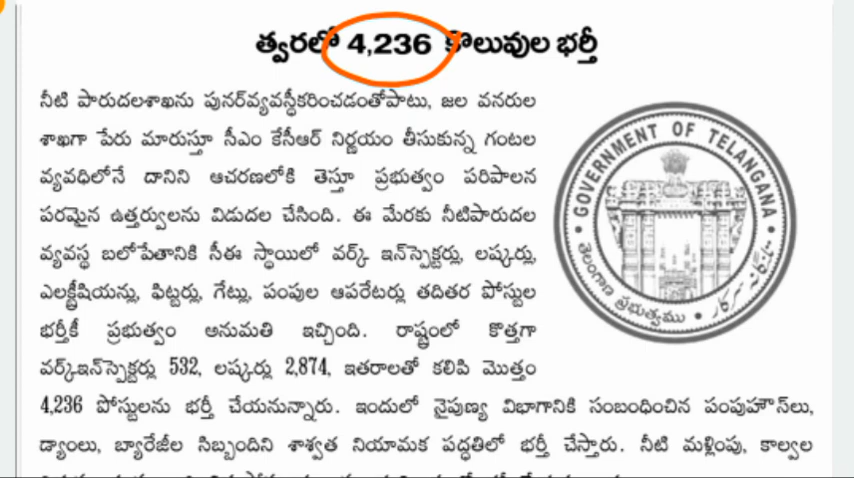 త్వరలో 4,236 కొలువుల భర్తీ
నీటి పారుదలశాఖను పునర్‌వ్యవస్థీకరించడంతోపాటు, జల వనరుల
శాఖగా పేరు మారుస్తూ సీఎం కేసీఆర్ నిర్ణయం తీసుకున్న గంటల
వ్యవధిలోనే దానిని ఆచరణలోకి తెస్తూ ప్రభుత్వం పరిపాలన
పరమైన ఉత్తర్వులను విడుదల చేసింది. ఈ మేరకు నీటిపారుదల
వ్యవస్థ బలోపేతానికి సీఈ స్థాయిలో వర్క్ ఇన్‌స్పెక్టర్లు, లష్కర్లు,
ఎలక్ట్రీషియన్లు, ఫిట్టర్లు, గేట్లు, పంపుల ఆపరేటర్లు తదితర పోస్టుల
భర్తీకీ ప్రభుత్వం అనుమతి ఇచ్చింది. రాష్ట్రంలో కొత్తగా
వర్క్‌ఇన్‌స్పెక్టర్లు 532, లష్కర్లు 2,874, ఇతరాలతో కలిపి మొత్తం
4,236 పోస్టులను భర్తీ చేయనున్నారు. ఇందులో నైపుణ్య విభాగానికి సంబంధించిన పంపుహౌన్‌లు,
డ్యాంలు, బ్యారేజీల సిబ్బందిని శాశ్వత నియామక పద్ధతిలో భర్తీ చేస్తారు. నీటి మళ్లింపు, కాల్వల
GOVERNMENT OF TELANGANA
తెలంగాణ ప్రభుత్వము